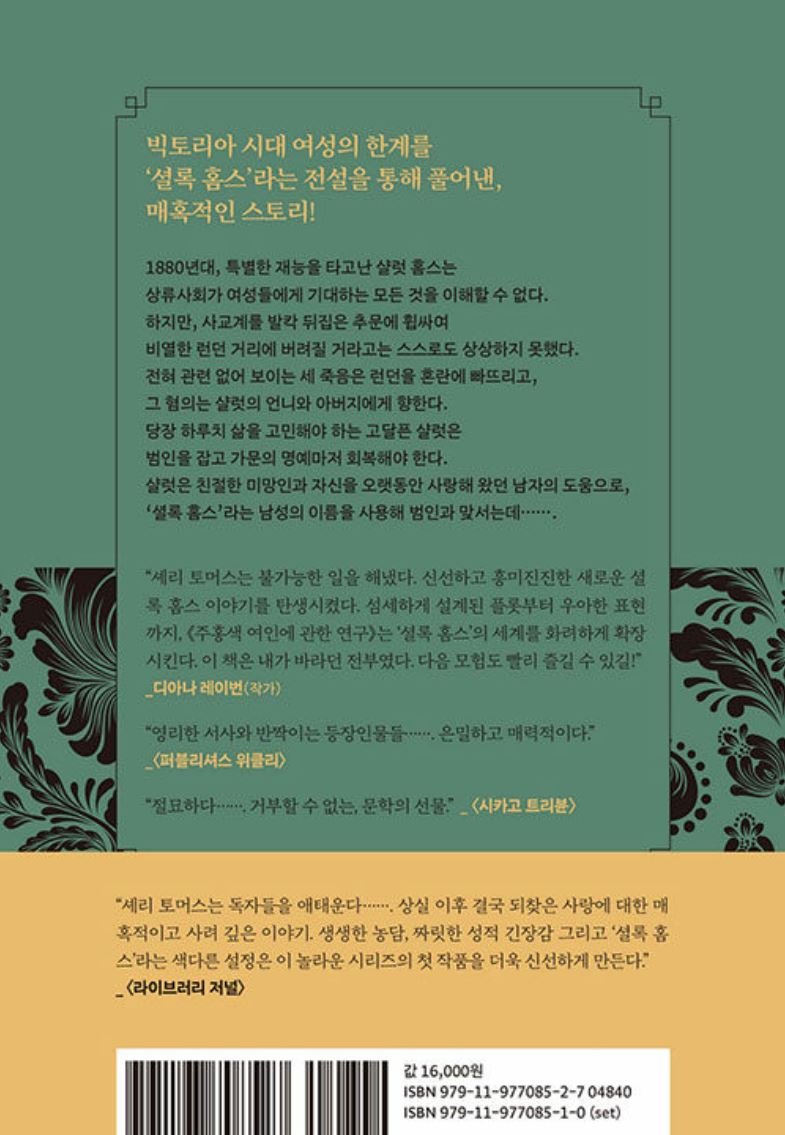 빅토리아 시대 여성의 한계를
‘셜록 홈스’라는 전설을 통해 풀어낸,
매혹적인 스토리!
1880년대, 특별한 재능을 타고난 샬럿 홈스는
상류사회가 여성들에게 기대하는 모든 것을 이해할 수 없다.
하지만, 사교계를 발칵 뒤집은 추문에 휩싸여
비열한 런던 거리에 버려질 거라고는 스스로도 상상하지 못했다.
전혀 관련 없어 보이는 세 죽음은 런던을 혼란에 빠뜨리고,
그 혐의는 샬럿의 언니와 아버지에게 향한다.
당장 하루치 삶을 고민해야 하는 고달픈 샬럿은
범인을 잡고 가문의 명예마저 회복해야 한다.
샬럿은 친절한 미망인과 자신을 오랫동안 사랑해 왔던 남자의 도움으로,
‘셜록 홈스’라는 남성의 이름을 사용해 범인과 맞서는데…….
“셰리 토머스는 불가능한 일을 해냈다. 신선하고 흥미진진한 새로운 셜
록 홈스 이야기를 탄생시켰다. 섬세하게 설계된 플롯부터 우아한 표현
까지, 《주홍색 여인에 관한 연구》는 ‘셜록 홈스’의 세계를 화려하게 확장
시킨다. 이 책은 내가 바라던 전부였다. 다음 모험도 빨리 즐길 수 있길!”
_디아나 레이번(작가)
“영리한 서사와 반짝이는 등장인물들……. 은밀하고 매력적이다.”
_〈퍼블리셔스 위클리〉
“절묘하다……. 거부할 수 없는, 문학의 선물.” _〈시카고 트리뷴〉
“셰리 토머스는 독자들을 애태운다……. 상실 이후 결국 되찾은 사랑에 대한 매
혹적이고 사려 깊은 이야기. 생생한 농담, 짜릿한 성적 긴장감 그리고 ‘셜록 홈
스’라는 색다른 설정은 이 놀라운 시리즈의 첫 작품을 더욱 신선하게 만든다.”
_〈라이브러리 저널〉
값 16,000원
ISBN 979-11-977085-2-7 04840
ISBN 979-11-977085-1-0 (set)